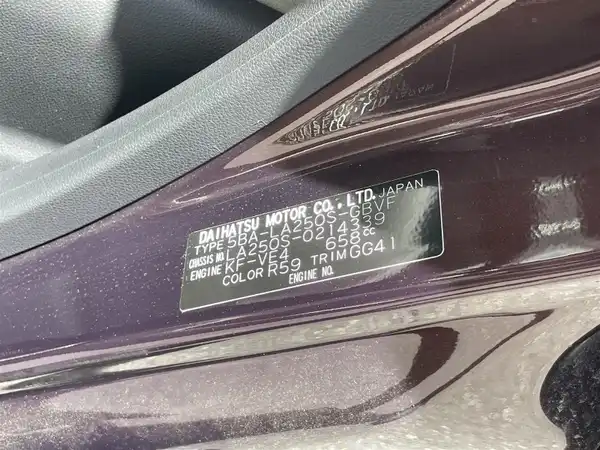 DAIHATSU MOTOR CO., LTD. JAPAN
TYPE 5BA-LA250S-GBVF
CHASSIS NO. LA250S-0214339
ENGINE KF-VE4 658cc
COLOR R59 TRIM GG41
ENGINE NO.